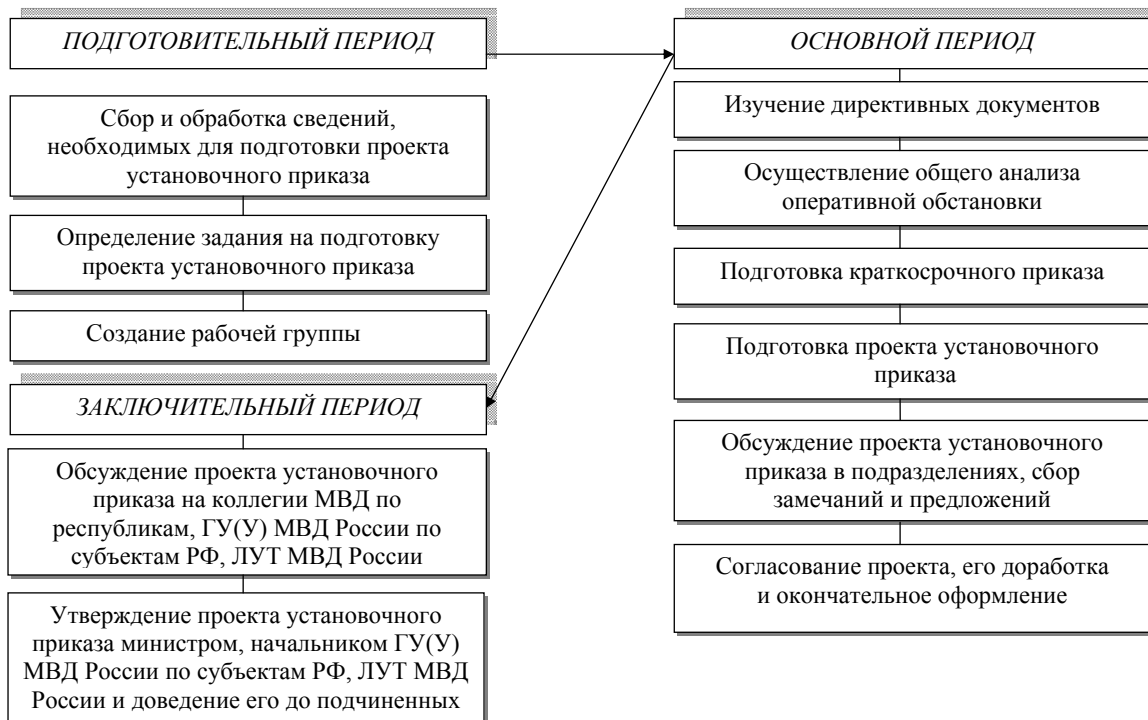 ПОДГОТОВИТЕЛЬНЫЙ ПЕРИОД
Сбор и обработка сведений,
необходимых для подготовки проекта
установочного приказа
Определение задания на подготовку
проекта установочного приказа
Создание рабочей группы
ОСНОВНОЙ ПЕРИОД
Изучение директивных документов
Осуществление общего анализа
оперативной обстановки
Подготовка краткосрочного приказа
Подготовка проекта установочного
приказа
Обсуждение проекта установочного
приказа в подразделениях, сбор
замечаний и предложений
Согласование проекта, его доработка
и окончательное оформление
ЗАКЛЮЧИТЕЛЬНЫЙ ПЕРИОД
Обсуждение проекта установочного
приказа на коллегии МВД по
республикам, ГУ(У) МВД России по
субъектам РФ, ЛУТ МВД России
Утверждение проекта установочного
приказа министром, начальником ГУ(У)
МВД России по субъектам РФ, ЛУТ МВД
России и доведение его до подчиненных